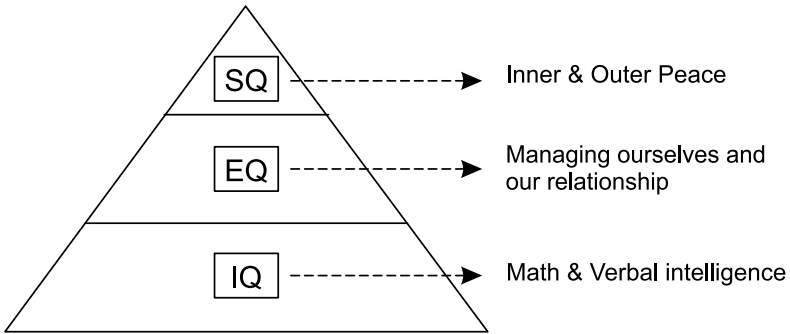 SQ
Inner & Outer Peace
EQ
Managing ourselves and
our relationship
IQ
Math & Verbal intelligence